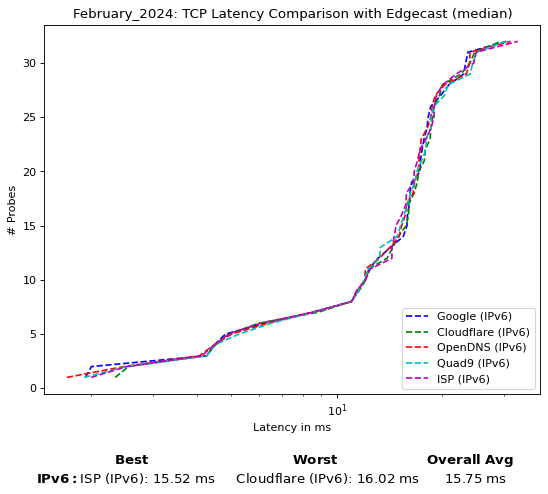 February_2024: TCP Latency Comparison with Edgecast (median)
# Probes
30
25
20
15
10
5
0
10^1
Latency in ms
Google (IPv6)
Cloudflare (IPv6)
OpenDNS (IPv6)
Quad9 (IPv6)
ISP (IPv6)
Best Worst Overall Avg
IPv6: ISP (IPv6): 15.52 ms Cloudflare (IPv6): 16.02 ms 15.75 ms